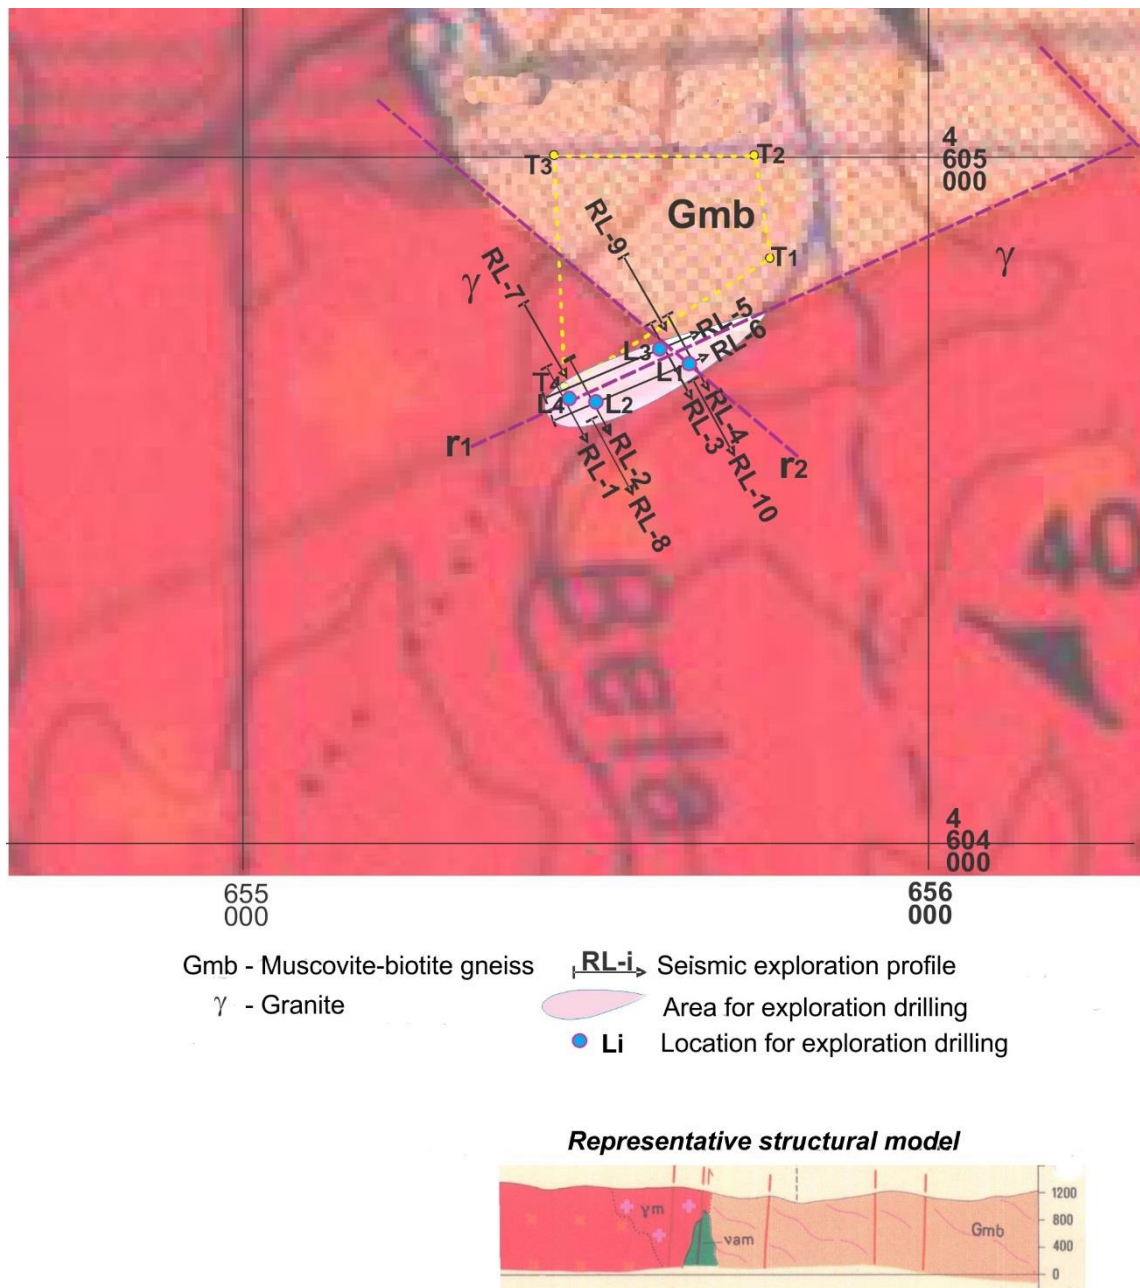 4
605
000
T3
T2
RL-9
Gmb
T1
γ
RL-7
γ
RL-5
L3
RL-6
T4
L1
L4
L2
r1
RL-4
RL-3
RL-2
r2
RL-1
RL-10
RL-8
40
Bela
4
604
000
655
000
656
000
Gmb - Muscovite-biotite gneiss
RL-i Seismic exploration profile
γ - Granite
Area for exploration drilling
Li Location for exploration drilling
Representative structural model
1200
γm
800
Gmb
νam
400
0